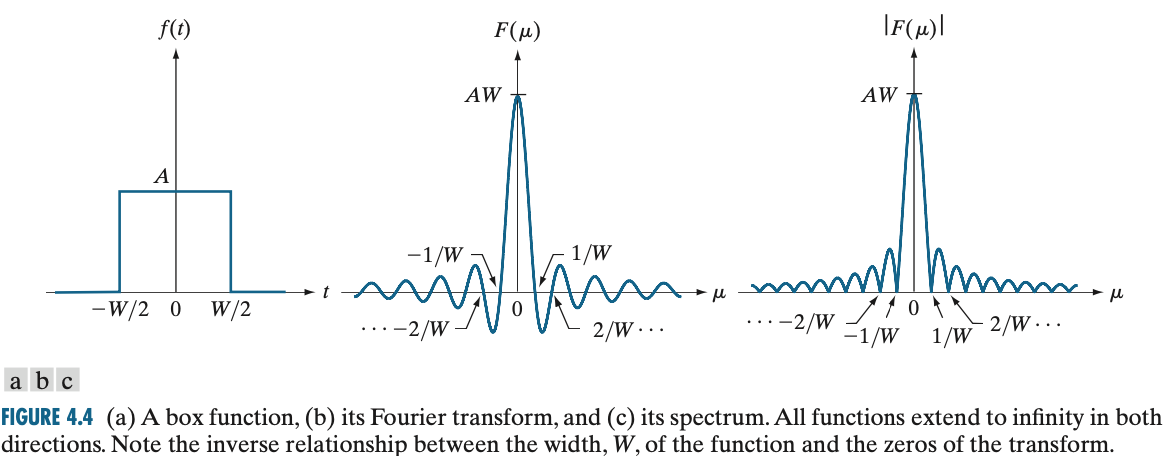 f(t)
A
−W/2 0 W/2
t
F(μ)
AW
−1/W 1/W
0
μ
· · · −2/W 2/W · · ·
|F(μ)|
AW
0
μ
· · · −2/W −1/W 1/W 2/W · · ·
a b c
FIGURE 4.4 (a) A box function, (b) its Fourier transform, and (c) its spectrum. All functions extend to infinity in both
directions. Note the inverse relationship between the width, W, of the function and the zeros of the transform.